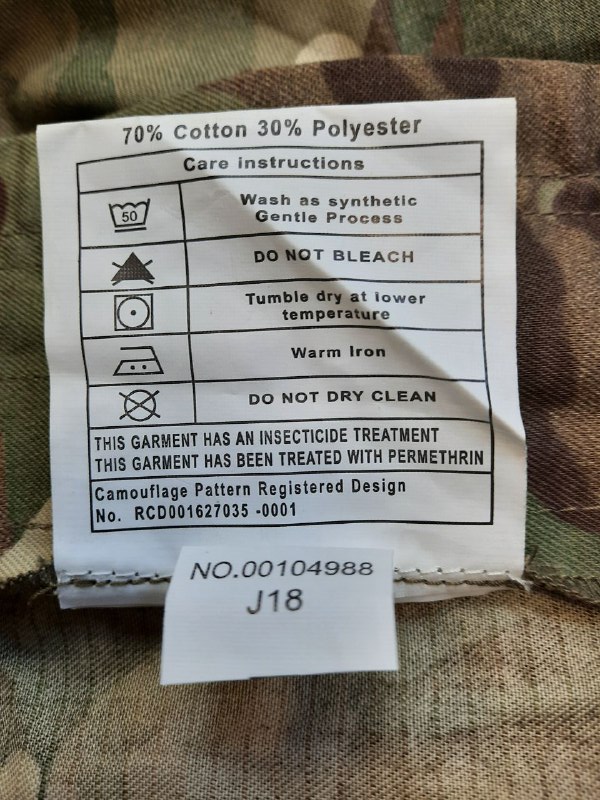 70% Cotton 30% Polyester
Care instructions
50
Wash as synthetic
Gentle Process
DO NOT BLEACH
Tumble dry at lower
temperature
Warm Iron
DO NOT DRY CLEAN
THIS GARMENT HAS AN INSECTICIDE TREATMENT
THIS GARMENT HAS BEEN TREATED WITH PERMETHRIN
Camouflage Pattern Registered Design
No. RCD001627035 -0001
NO.00104988
J18